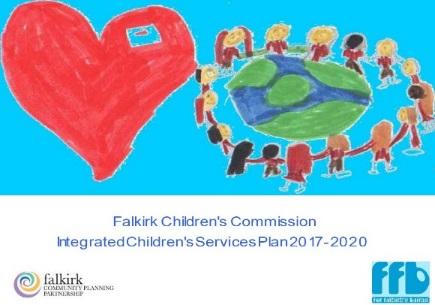 Falkirk Children's Commission
Integrated Children's Services Plan 2017-2020
falkirk
COMMUNITY PLANNING
PARTNERSHIP
ffb